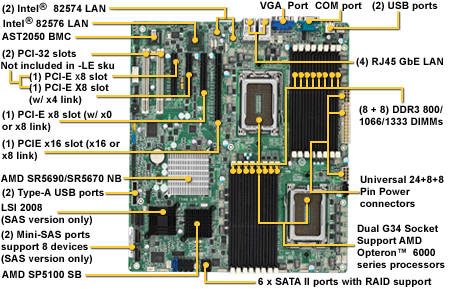 (2) Intel® 82574 LAN
Intel® 82576 LAN
AST2050 BMC
(2) PCI-32 slots
Not included in -LE sku
(1) PCI-E x8 slot
(1) PCI-E X8 slot
(w/ x4 link)
(1) PCI-E x8 slot (w/ x0
or x8 link)
(1) PCIE x16 slot (x16 or
x8 link)
AMD SR5690/SR5670 NB
(2) Type-A USB ports
LSI 2008
(SAS version only)
(2) Mini-SAS ports
support 8 devices
(SAS version only)
AMD SP5100 SB
VGA Port
COM port
(2) USB ports
(4) RJ45 GbE LAN
(8 + 8) DDR3 800/
1066/1333 DIMMs
Universal 24+8+8
Pin Power
connectors
Dual G34 Socket
Support AMD
Opteron™ 6000
series processors
6 x SATA II ports with RAID support